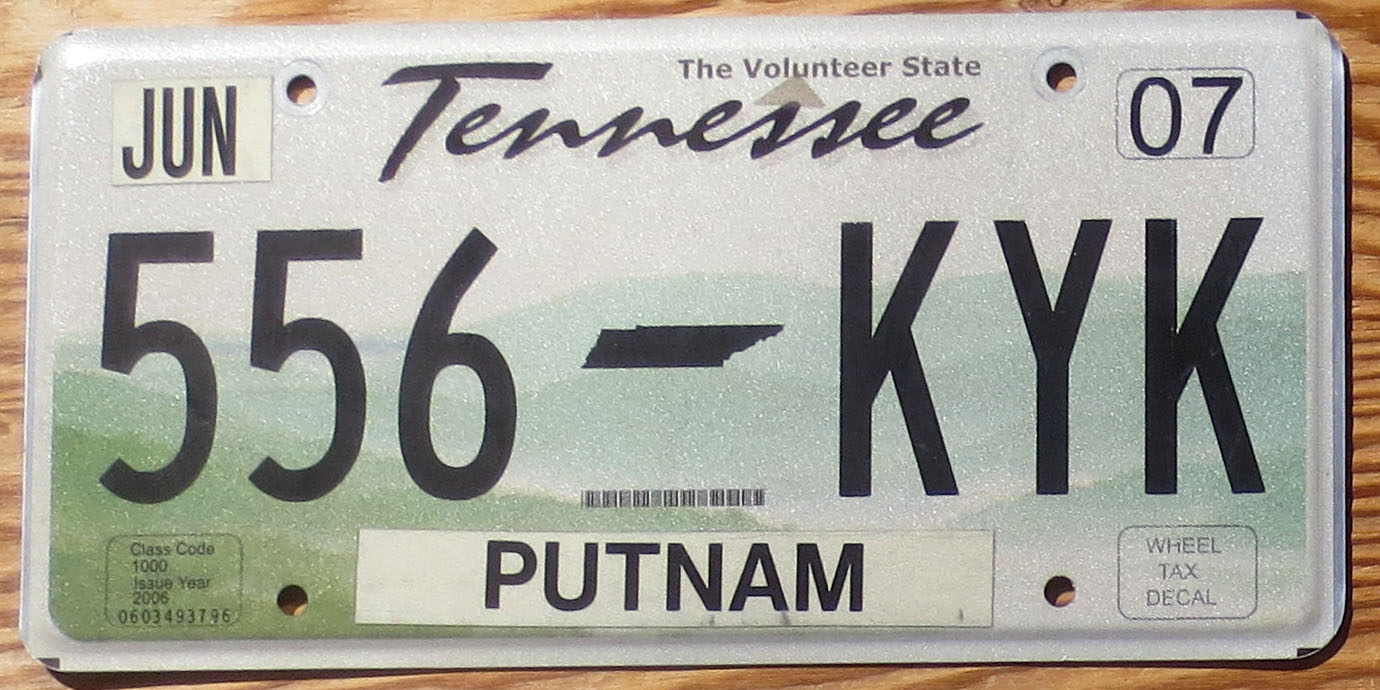 The Volunteer State
JUN
Tennessee
07
556 KYK
Class Code
1000
Issue Year
2006
0603493796
PUTNAM
WHEEL
TAX
DECAL